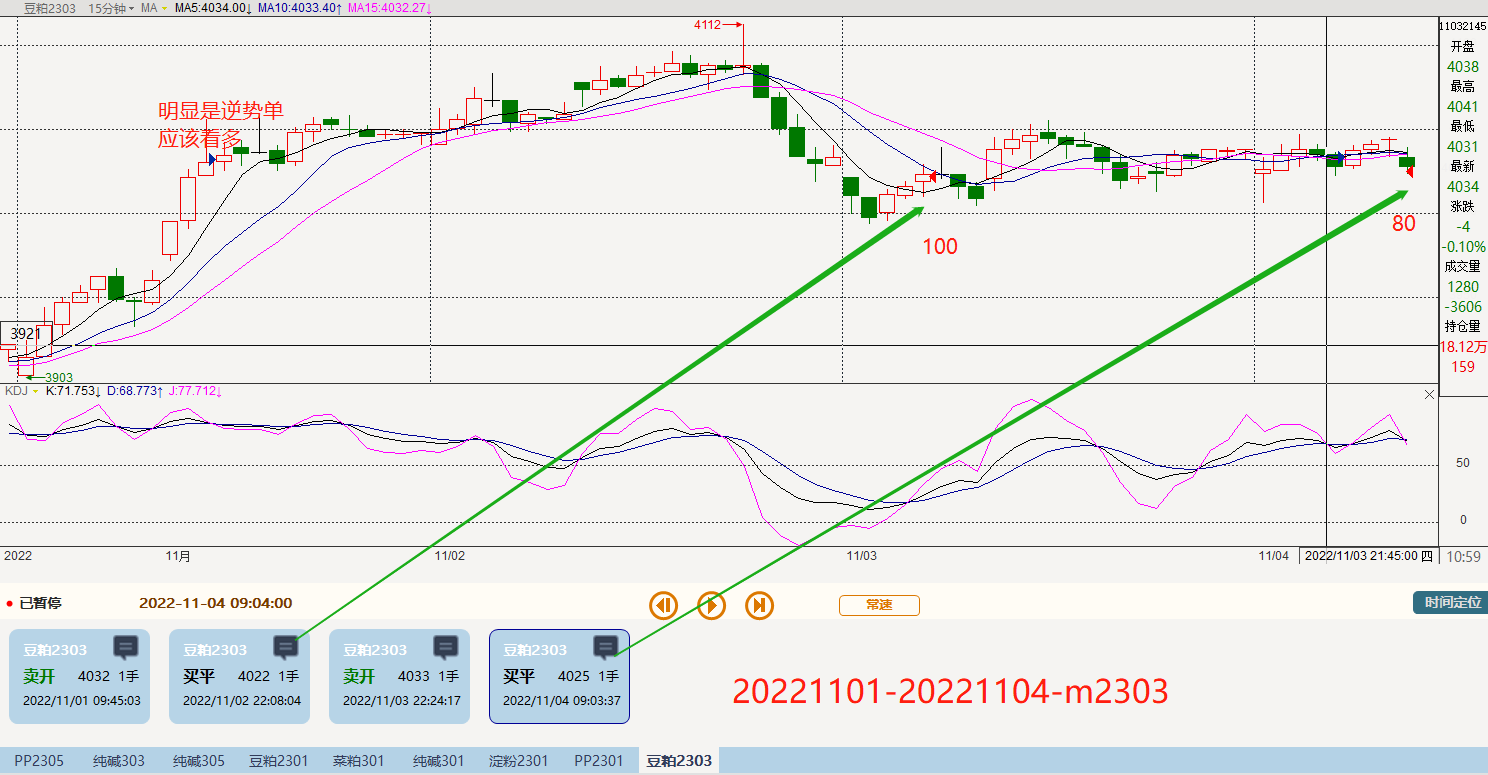 豆粕2303 15分钟 MA MA5:4034.00↓ MA10:4033.40↑ MA15:4032.27↓
4112
11032145
开盘
4038
最高
4041
最低
4031
最新
4034
涨跌
-4
-0.10%
成交量
1280
-3606
持仓量
18.12万
159
明显是逆势单
应该看多
100
80
3921
3903
KDJ K:71.753↓ D:68.773↑ J:77.712↓
50
0
2022 11月 11/02 11/03 11/04 2022/11/03 21:45:00 四 10:59
已暂停 2022-11-04 09:04:00 常速 时间定位
豆粕2303
卖开 4032 1手
2022/11/01 09:45:03
豆粕2303
买平 4022 1手
2022/11/02 22:08:04
豆粕2303
卖开 4033 1手
2022/11/03 22:24:17
豆粕2303
买平 4025 1手
2022/11/04 09:03:37
20221101-20221104-m2303
PP2305 纯碱303 纯碱305 豆粕2301 菜粕301 纯碱301 淀粉2301 PP2301 豆粕2303